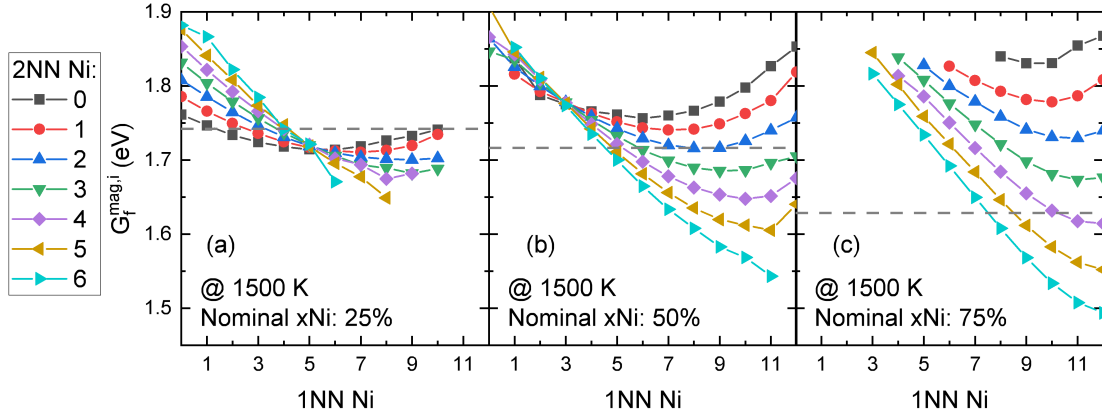 2NN Ni:
0
1
2
3
4
5
6
G_f^mag,i (eV)
1.9
1.8
1.7
1.6
1.5
(a)
@ 1500 K
Nominal xNi: 25%
1 3 5 7 9 11
1NN Ni
(b)
@ 1500 K
Nominal xNi: 50%
1 3 5 7 9 11
1NN Ni
(c)
@ 1500 K
Nominal xNi: 75%
1 3 5 7 9 11
1NN Ni